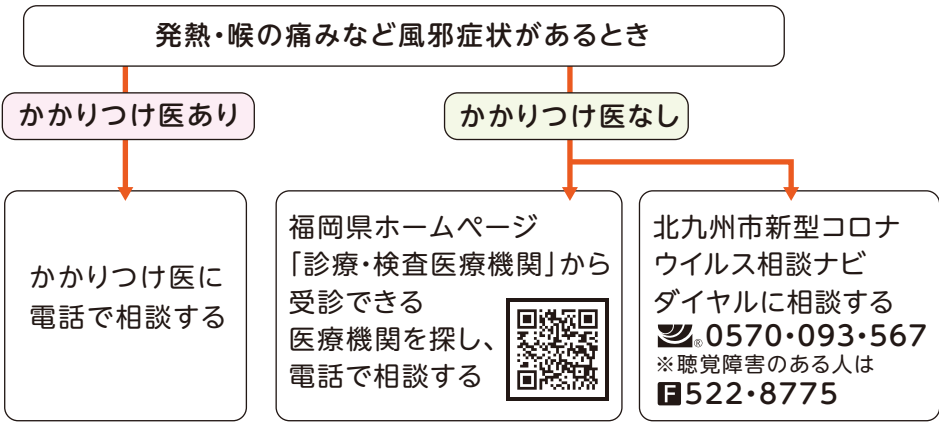 発熱・喉の痛みなど風邪症状があるとき
かかりつけ医あり
かかりつけ医なし
かかりつけ医に
電話で相談する
福岡県ホームページ
「診療・検査医療機関」から
受診できる
医療機関を探し、
電話で相談する
北九州市新型コロナ
ウイルス相談ナビ
ダイヤルに相談する
®0570・093・567
※聴覚障害のある人は
F522・8775